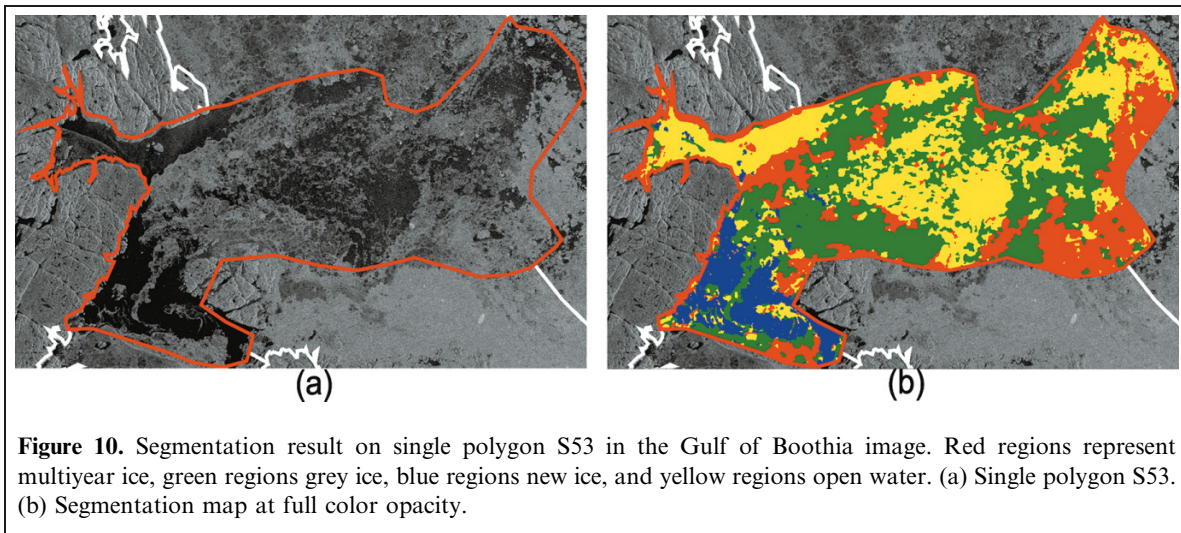 (a)
(b)
Figure 10. Segmentation result on single polygon S53 in the Gulf of Boothia image. Red regions represent
multiyear ice, green regions grey ice, blue regions new ice, and yellow regions open water. (a) Single polygon S53.
(b) Segmentation map at full color opacity.